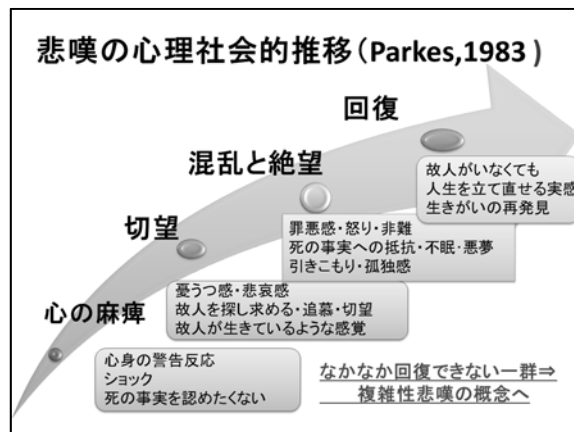 悲嘆の心理社会的推移(Parkes,1983 )
回復
故人がいなくても
人生を立て直せる実感
生きがいの再発見
混乱と絶望
罪悪感・怒り・非難
死の事実への抵抗・不眠・悪夢
引きこもり・孤独感
切望
憂うつ感・悲哀感
故人を探し求める・追慕・切望
故人が生きているような感覚
心の麻痺
心身の警告反応
ショック
死の事実を認めたくない
なかなか回復できない一群⇒
複雑性悲嘆の概念へ